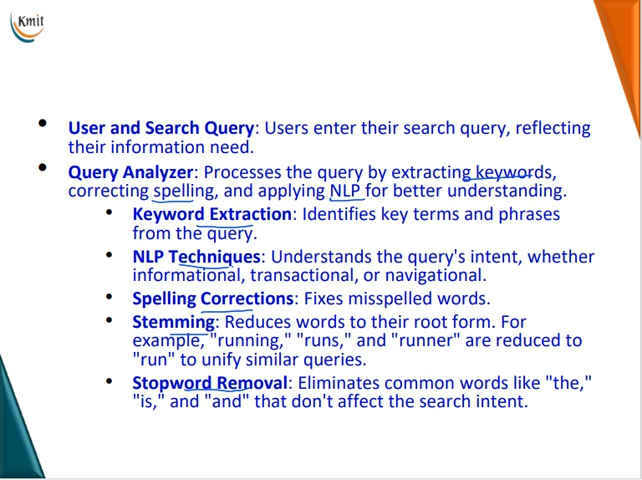 Kmit
• User and Search Query: Users enter their search query, reflecting
their information need.
• Query Analyzer: Processes the query by extracting keywords,
correcting spelling, and applying NLP for better understanding.
• Keyword Extraction: Identifies key terms and phrases
from the query.
• NLP Techniques: Understands the query's intent, whether
informational, transactional, or navigational.
• Spelling Corrections: Fixes misspelled words.
• Stemming: Reduces words to their root form. For
example, "running," "runs," and "runner" are reduced to
"run" to unify similar queries.
• Stopword Removal: Eliminates common words like "the,"
"is," and "and" that don't affect the search intent.